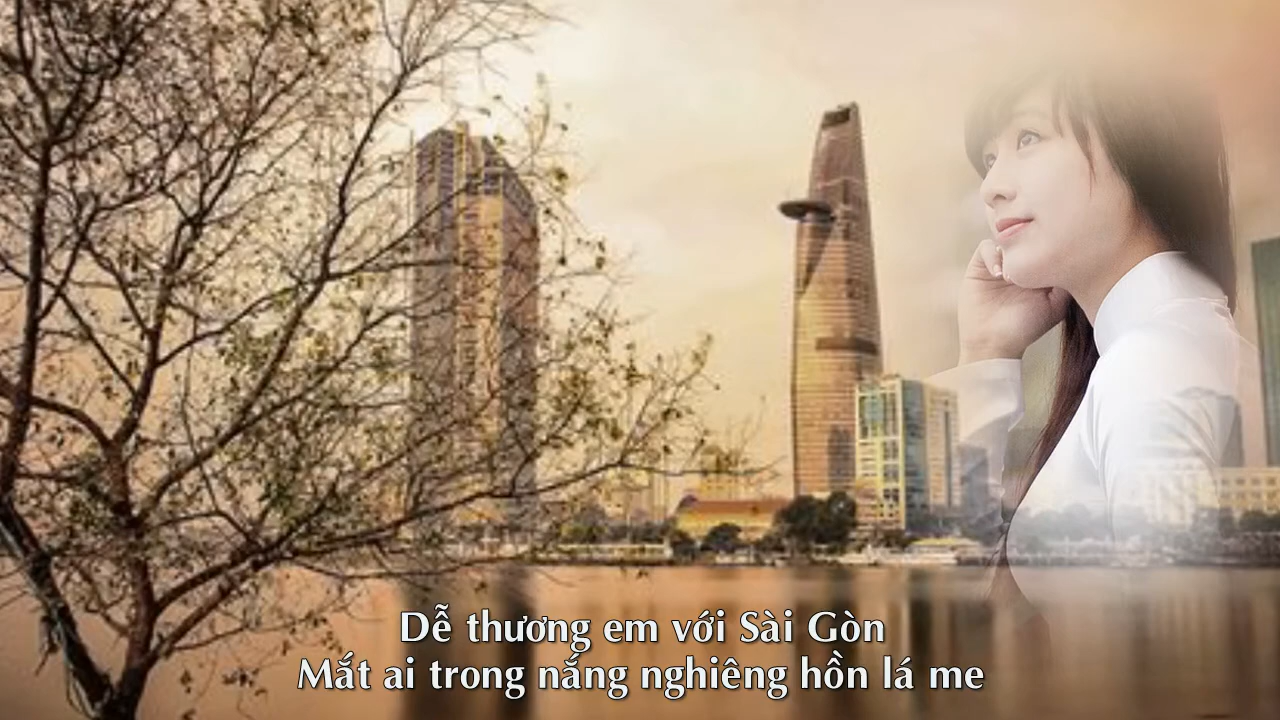 Dễ thương em với Sài Gòn
Mắt ai trong nắng nghiêng hồn lá me